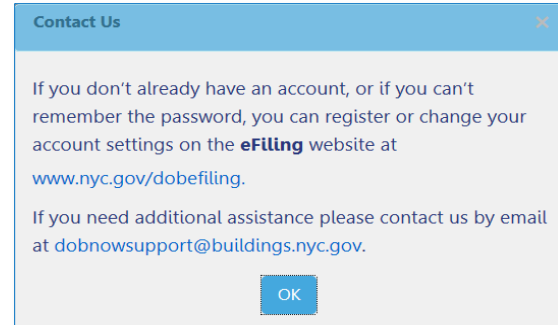 Contact Us ×
If you don't already have an account, or if you can't
remember the password, you can register or change your
account settings on the eFiling website at
www.nyc.gov/dobefiling.
If you need additional assistance please contact us by email
at dobnowsupport@buildings.nyc.gov.
OK